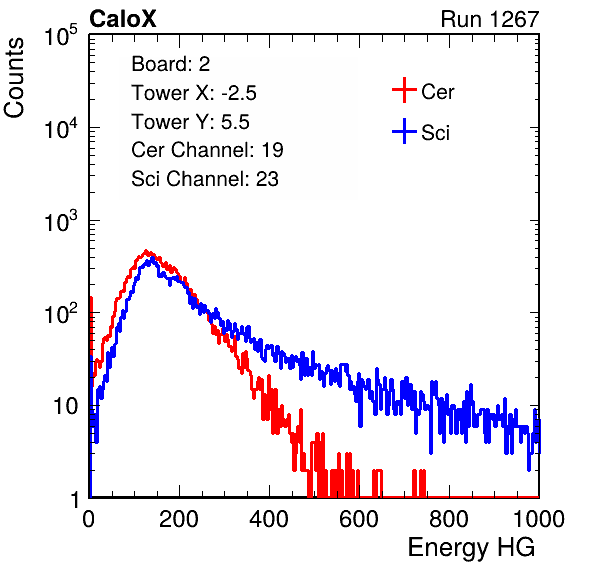 CaloX Run 1267
Counts
Board: 2
Tower X: -2.5
Tower Y: 5.5
Cer Channel: 19
Sci Channel: 23
Cer
Sci
10^5
10^4
10^3
10^2
10
1
0 200 400 600 800 1000
Energy HG